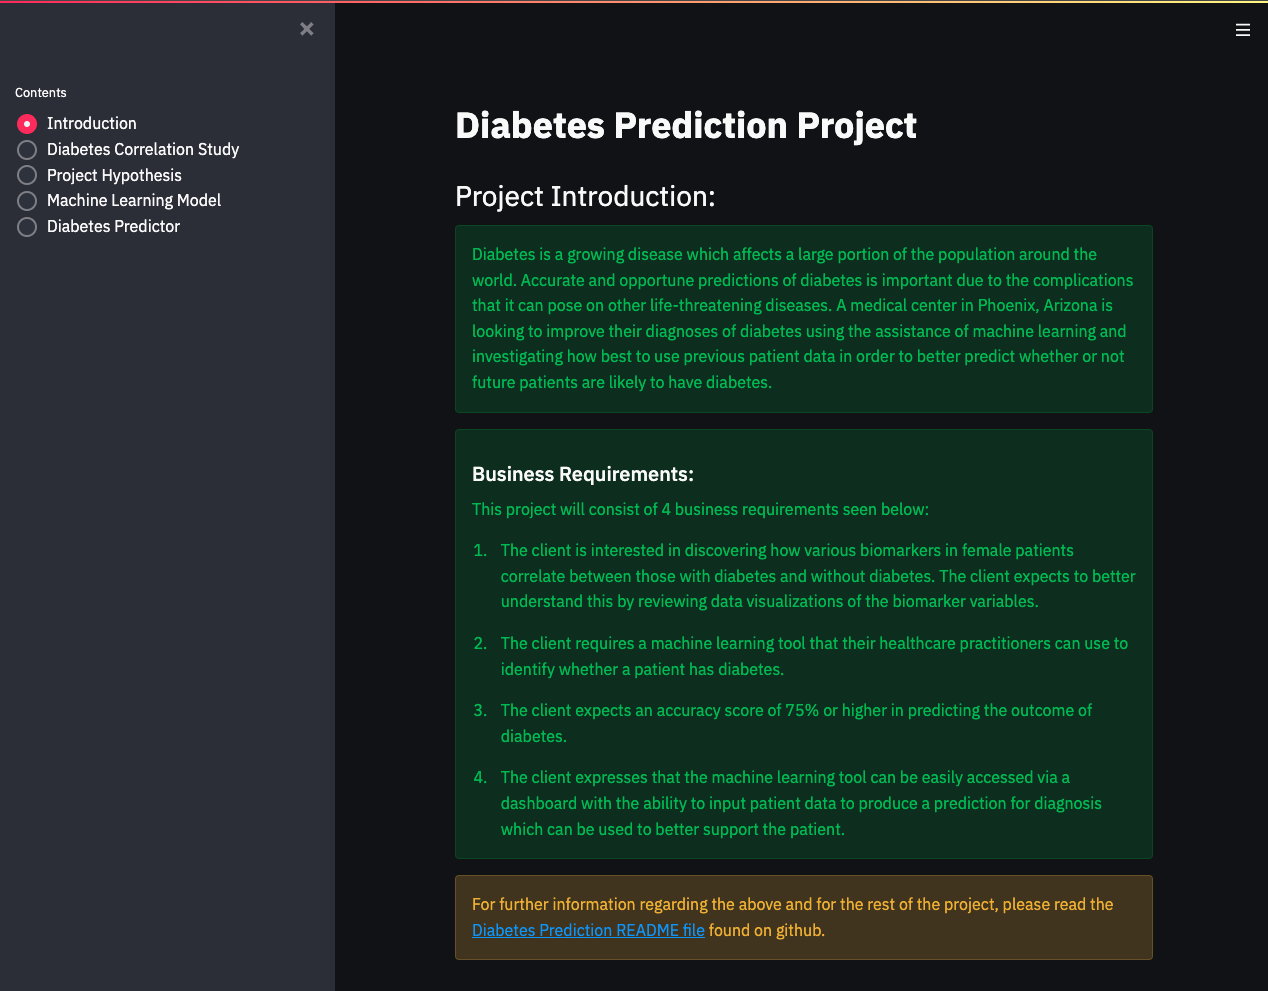 Contents
Introduction
Diabetes Correlation Study
Project Hypothesis
Machine Learning Model
Diabetes Predictor
Diabetes Prediction Project
Project Introduction:
Diabetes is a growing disease which affects a large portion of the population around the
world. Accurate and opportune predictions of diabetes is important due to the complications
that it can pose on other life-threatening diseases. A medical center in Phoenix, Arizona is
looking to improve their diagnoses of diabetes using the assistance of machine learning and
investigating how best to use previous patient data in order to better predict whether or not
future patients are likely to have diabetes.
Business Requirements:
This project will consist of 4 business requirements seen below:
1. The client is interested in discovering how various biomarkers in female patients
correlate between those with diabetes and without diabetes. The client expects to better
understand this by reviewing data visualizations of the biomarker variables.
2. The client requires a machine learning tool that their healthcare practitioners can use to
identify whether a patient has diabetes.
3. The client expects an accuracy score of 75% or higher in predicting the outcome of
diabetes.
4. The client expresses that the machine learning tool can be easily accessed via a
dashboard with the ability to input patient data to produce a prediction for diagnosis
which can be used to better support the patient.
For further information regarding the above and for the rest of the project, please read the
Diabetes Prediction README file found on github.